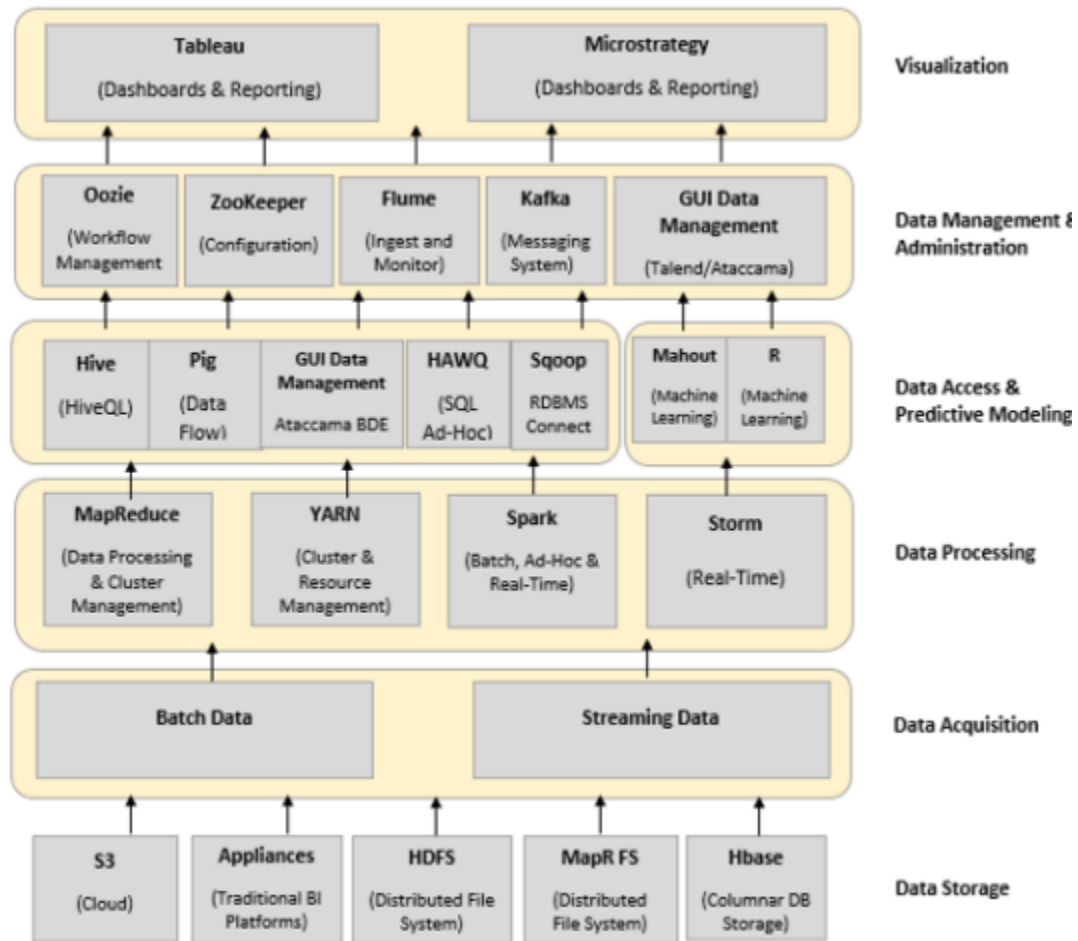 Tableau
(Dashboards & Reporting)
Microstrategy
(Dashboards & Reporting)
Visualization
Oozie
(Workflow
Management
ZooKeeper
(Configuration)
Flume
(Ingest and
Monitor)
Kafka
(Messaging
System)
GUI Data
Management
(Talend/Ataccama)
Data Management &
Administration
Hive
(HiveQL)
Pig
(Data
Flow)
GUI Data
Management
Ataccama BDE
HAWQ
(SQL
Ad-Hoc)
Sqoop
RDBMS
Connect
Mahout
(Machine
Learning)
R
(Machine
Learning)
Data Access &
Predictive Modeling
MapReduce
(Data Processing
& Cluster
Management)
YARN
(Cluster &
Resource
Management)
Spark
(Batch, Ad-Hoc &
Real-Time)
Storm
(Real-Time)
Data Processing
Batch Data
Streaming Data
Data Acquisition
S3
(Cloud)
Appliances
(Traditional BI
Platforms)
HDFS
(Distributed File
System)
MapR FS
(Distributed
File System)
Hbase
(Columnar DB
Storage)
Data Storage